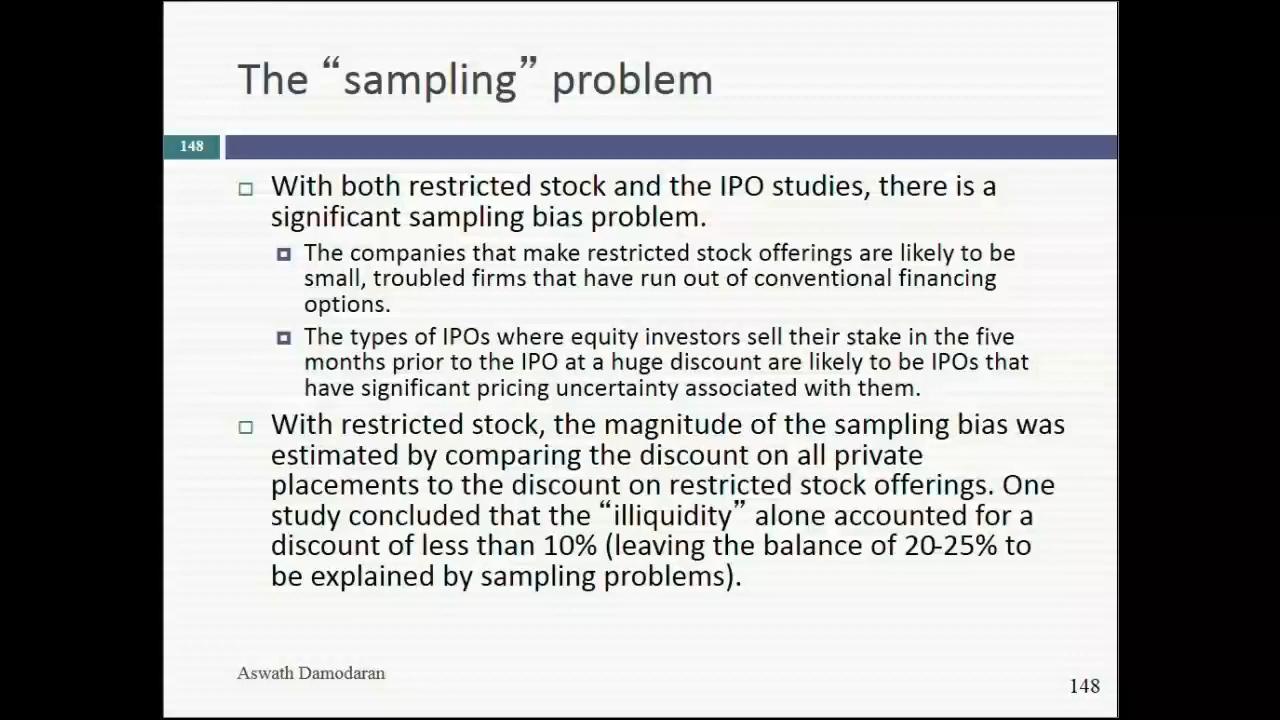 The “sampling” problem
148
With both restricted stock and the IPO studies, there is a
significant sampling bias problem.
The companies that make restricted stock offerings are likely to be
small, troubled firms that have run out of conventional financing
options.
The types of IPOs where equity investors sell their stake in the five
months prior to the IPO at a huge discount are likely to be IPOs that
have significant pricing uncertainty associated with them.
With restricted stock, the magnitude of the sampling bias was
estimated by comparing the discount on all private
placements to the discount on restricted stock offerings. One
study concluded that the “illiquidity” alone accounted for a
discount of less than 10% (leaving the balance of 20-25% to
be explained by sampling problems).
Aswath Damodaran
148